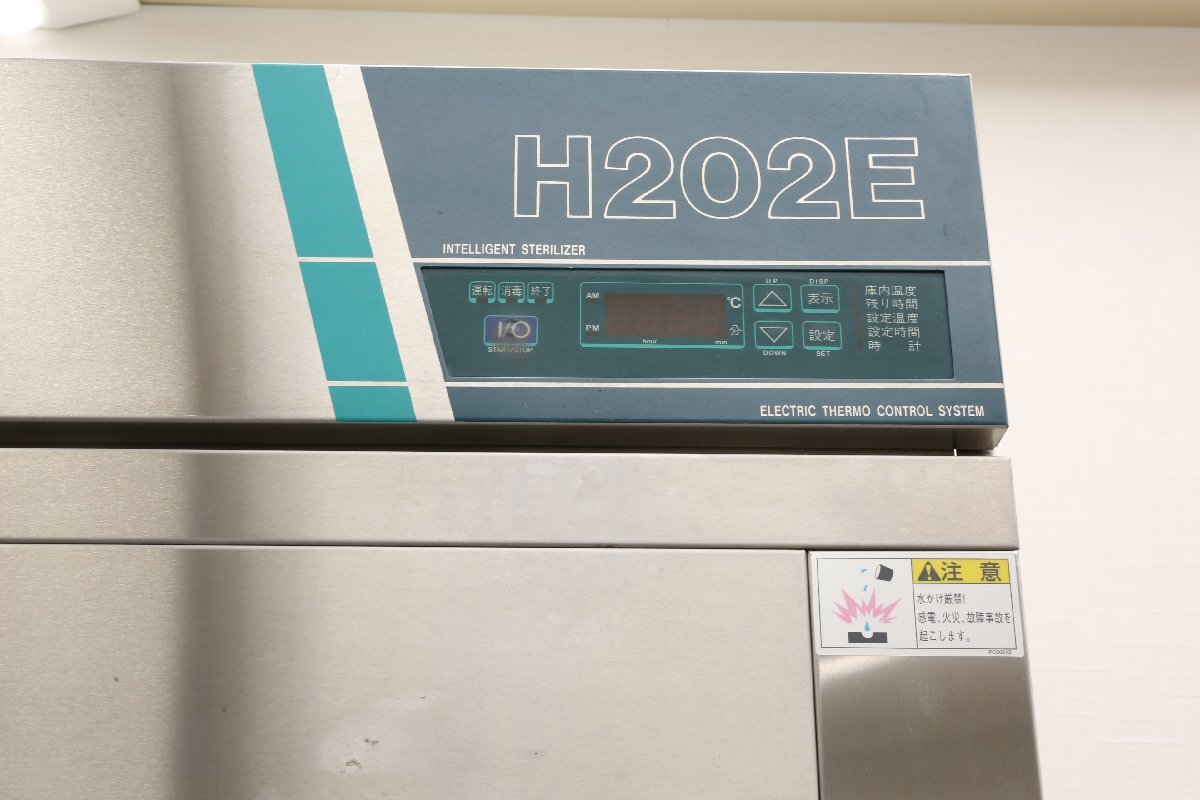 H202E
INTELLIGENT STERILIZER
運転 消毒 終了
I/O
START/STOP
AM
PM
℃
分
hour min
UP
DOWN
DISP
表示
設定
SET
庫内温度
残り時間
設定温度
設定時間
時 計
ELECTRIC THERMO CONTROL SYSTEM
注 意
水かけ厳禁!
感電、火災、故障事故を
起こします。